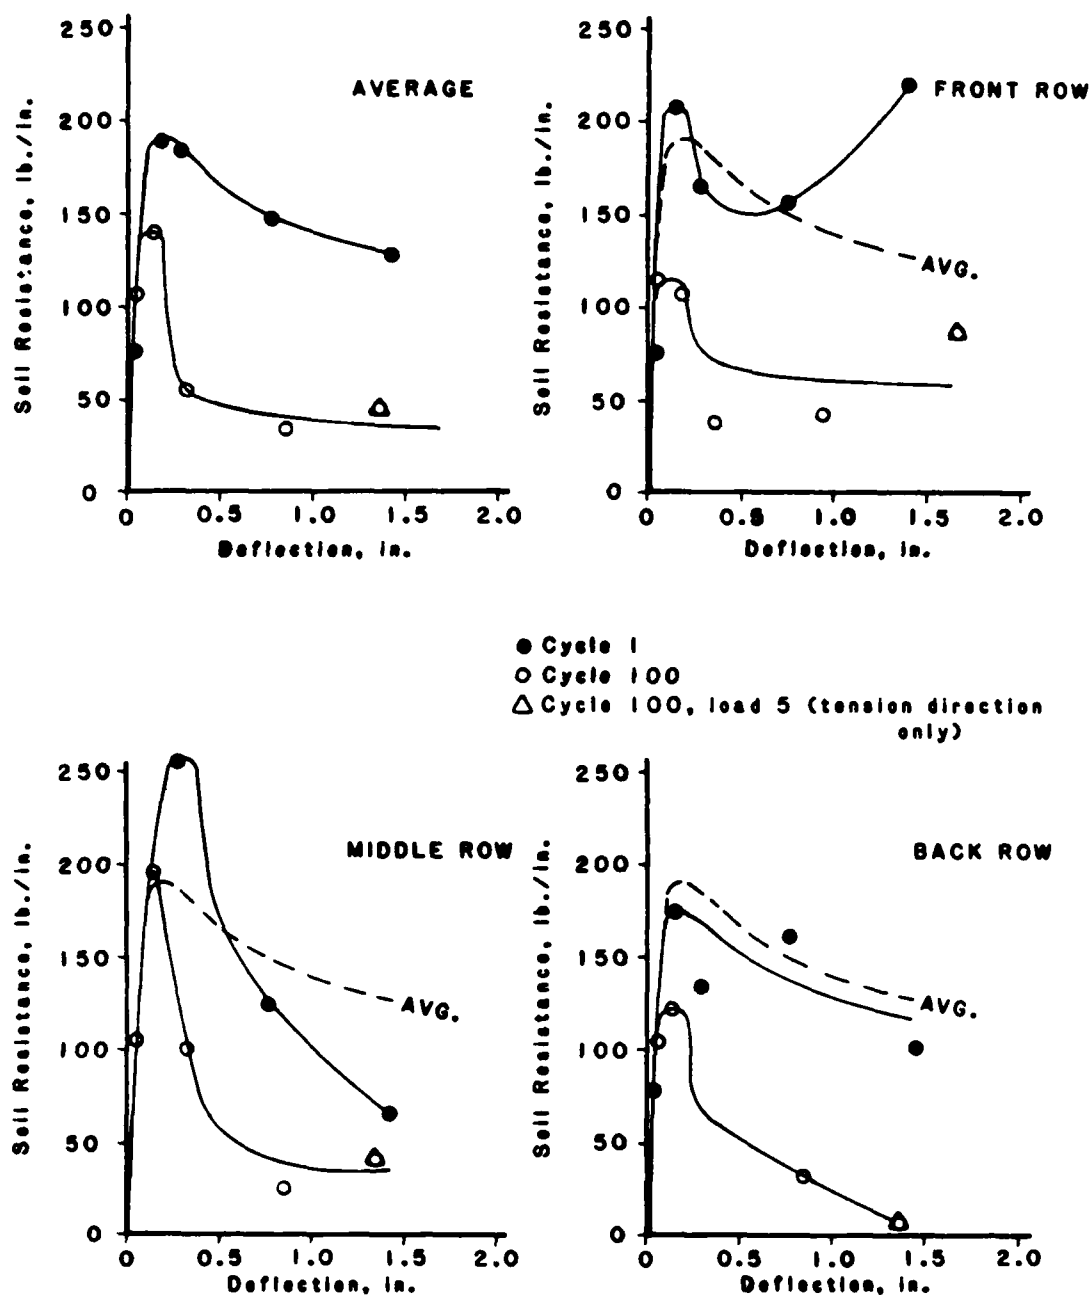 AVERAGE
250
200
150
100
50
0
0 0.5 1.0 1.5 2.0
Soil Resistance, lb./in.
Deflection, in.
FRONT ROW
AVG.
250
200
150
100
50
0
0 0.5 1.0 1.5 2.0
Soil Resistance, lb./in.
Deflection, in.
Cycle 1
Cycle 100
Cycle 100, load 5 (tension direction
only)
MIDDLE ROW
AVG.
250
200
150
100
50
0
0 0.5 1.0 1.5 2.0
Soil Resistance, lb./in.
Deflection, in.
BACK ROW
AVG.
250
200
150
100
50
0
0 0.5 1.0 1.5 2.0
Soil Resistance, lb./in.
Deflection, in.